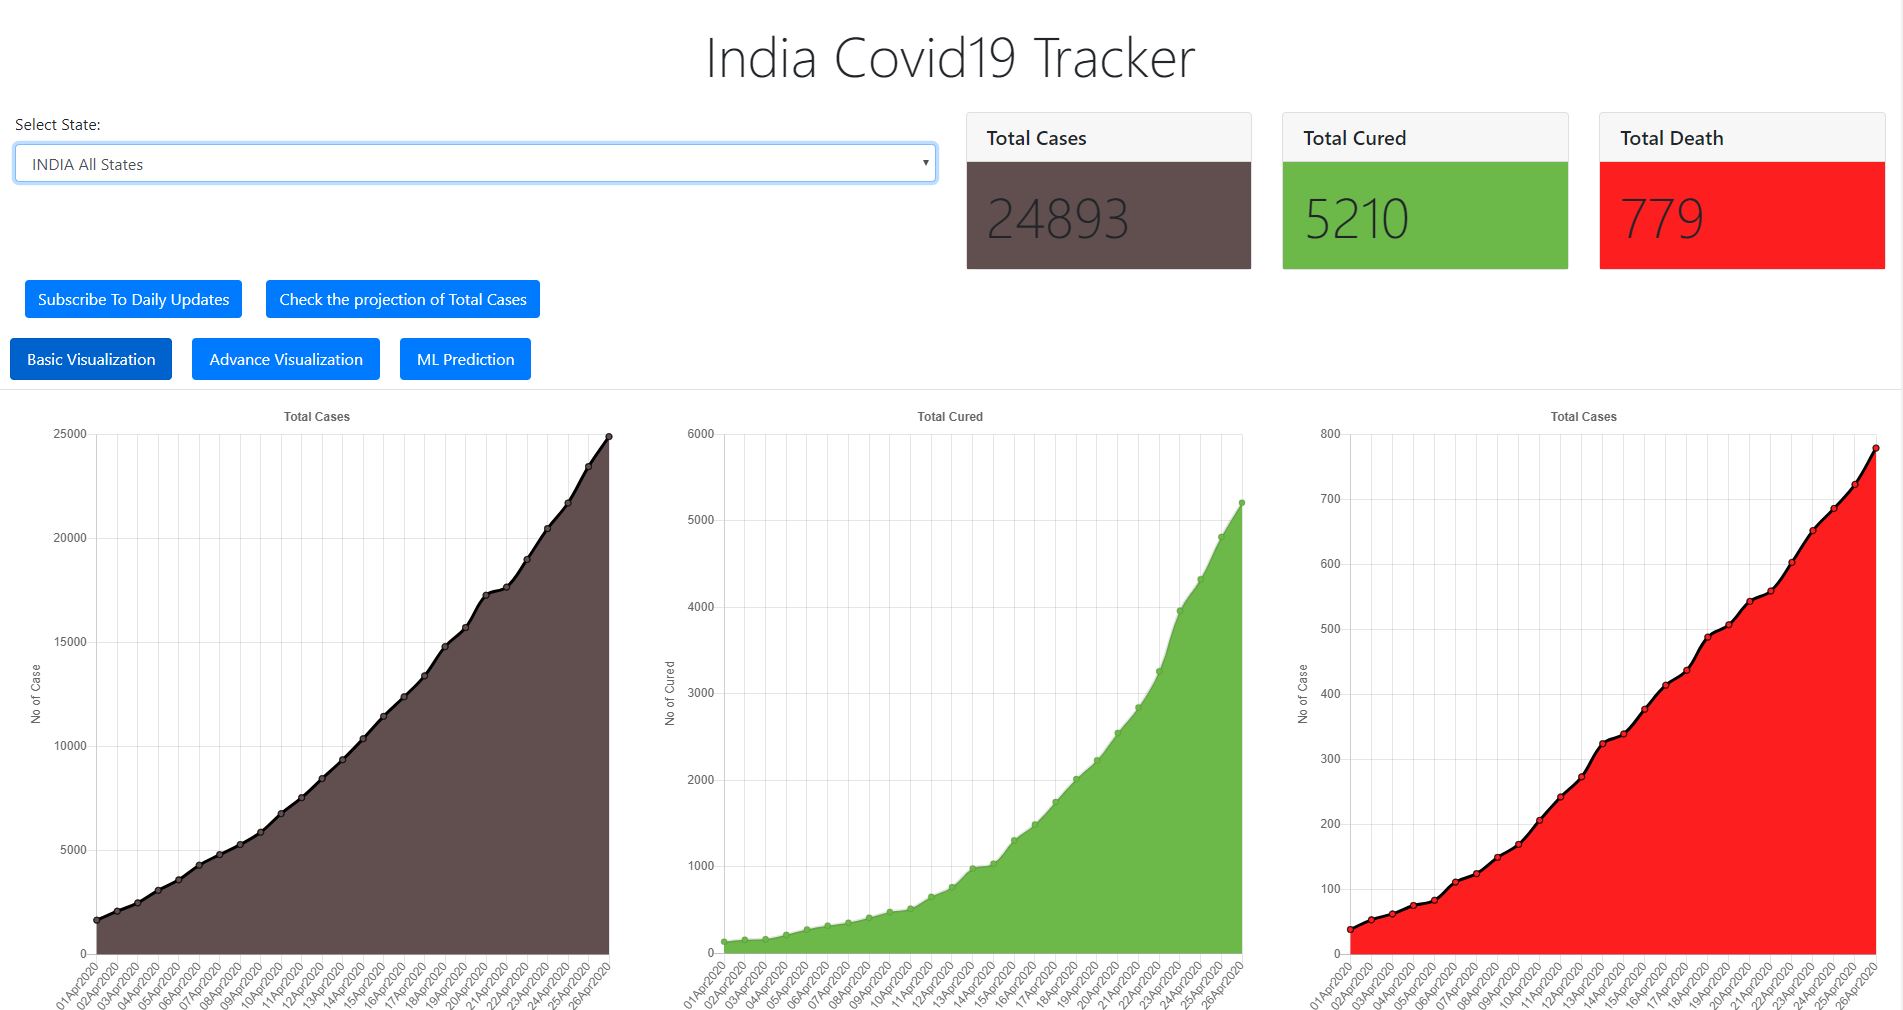 India Covid19 Tracker
Select State:
INDIA All States
Total Cases
24893
Total Cured
5210
Total Death
779
Subscribe To Daily Updates
Check the projection of Total Cases
Basic Visualization
Advance Visualization
ML Prediction
Total Cases
No of Case
25000
20000
15000
10000
5000
0
01Apr2020
02Apr2020
03Apr2020
04Apr2020
05Apr2020
06Apr2020
07Apr2020
08Apr2020
09Apr2020
10Apr2020
11Apr2020
12Apr2020
13Apr2020
14Apr2020
15Apr2020
16Apr2020
17Apr2020
18Apr2020
19Apr2020
20Apr2020
21Apr2020
22Apr2020
23Apr2020
24Apr2020
25Apr2020
26Apr2020
Total Cured
No of Cured
6000
5000
4000
3000
2000
1000
0
01Apr2020
02Apr2020
03Apr2020
04Apr2020
05Apr2020
06Apr2020
07Apr2020
08Apr2020
09Apr2020
10Apr2020
11Apr2020
12Apr2020
13Apr2020
14Apr2020
15Apr2020
16Apr2020
17Apr2020
18Apr2020
19Apr2020
20Apr2020
21Apr2020
22Apr2020
23Apr2020
24Apr2020
25Apr2020
26Apr2020
Total Cases
No of Case
800
700
600
500
400
300
200
100
0
01Apr2020
02Apr2020
03Apr2020
04Apr2020
05Apr2020
06Apr2020
07Apr2020
08Apr2020
09Apr2020
10Apr2020
11Apr2020
12Apr2020
13Apr2020
14Apr2020
15Apr2020
16Apr2020
17Apr2020
18Apr2020
19Apr2020
20Apr2020
21Apr2020
22Apr2020
23Apr2020
24Apr2020
25Apr2020
26Apr2020